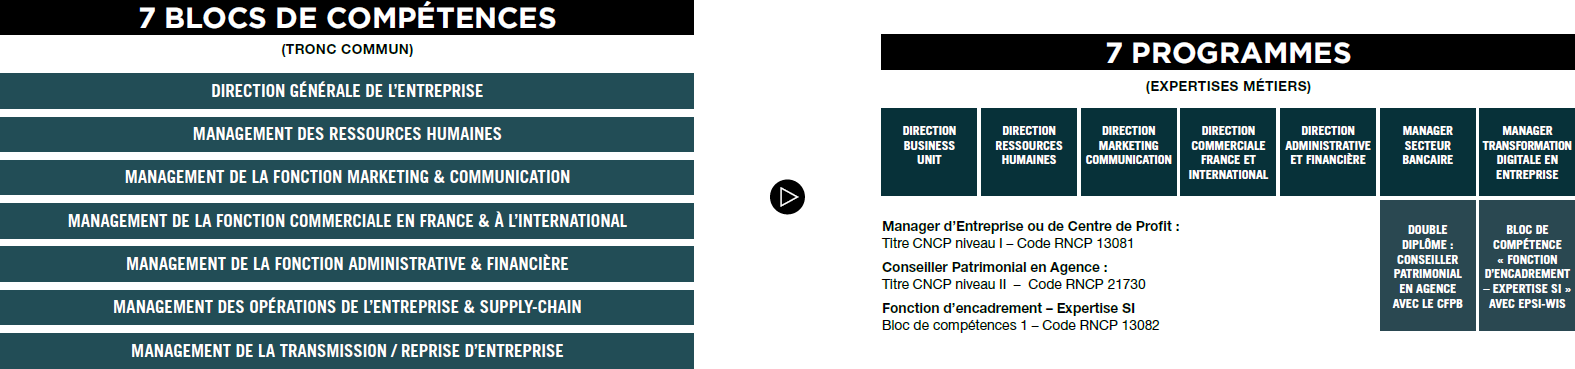 7 BLOCS DE COMPÉTENCES
(TRONC COMMUN)
DIRECTION GÉNÉRALE DE L'ENTREPRISE
MANAGEMENT DES RESSOURCES HUMAINES
MANAGEMENT DE LA FONCTION MARKETING & COMMUNICATION
MANAGEMENT DE LA FONCTION COMMERCIALE EN FRANCE & À L'INTERNATIONAL
MANAGEMENT DE LA FONCTION ADMINISTRATIVE & FINANCIÈRE
MANAGEMENT DES OPÉRATIONS DE L'ENTREPRISE & SUPPLY-CHAIN
MANAGEMENT DE LA TRANSMISSION / REPRISE D'ENTREPRISE
7 PROGRAMMES
(EXPERTISES MÉTIERS)
DIRECTION
BUSINESS
UNIT
DIRECTION
RESSOURCES
HUMAINES
DIRECTION
MARKETING
COMMUNICATION
DIRECTION
COMMERCIALE
FRANCE ET
INTERNATIONAL
DIRECTION
ADMINISTRATIVE
ET FINANCIÈRE
MANAGER
SECTEUR
BANCAIRE
MANAGER
TRANSFORMATION
DIGITALE EN
ENTREPRISE
Manager d'Entreprise ou de Centre de Profit :
Titre CNCP niveau I – Code RNCP 13081
Conseiller Patrimonial en Agence :
Titre CNCP niveau II – Code RNCP 21730
Fonction d'encadrement – Expertise SI
Bloc de compétences 1 – Code RNCP 13082
DOUBLE
DIPLÔME :
CONSEILLER
PATRIMONIAL
EN AGENCE
AVEC LE CFPB
BLOC DE
COMPÉTENCE
« FONCTION
D'ENCADREMENT
– EXPERTISE SI »
AVEC EPSI-WIS